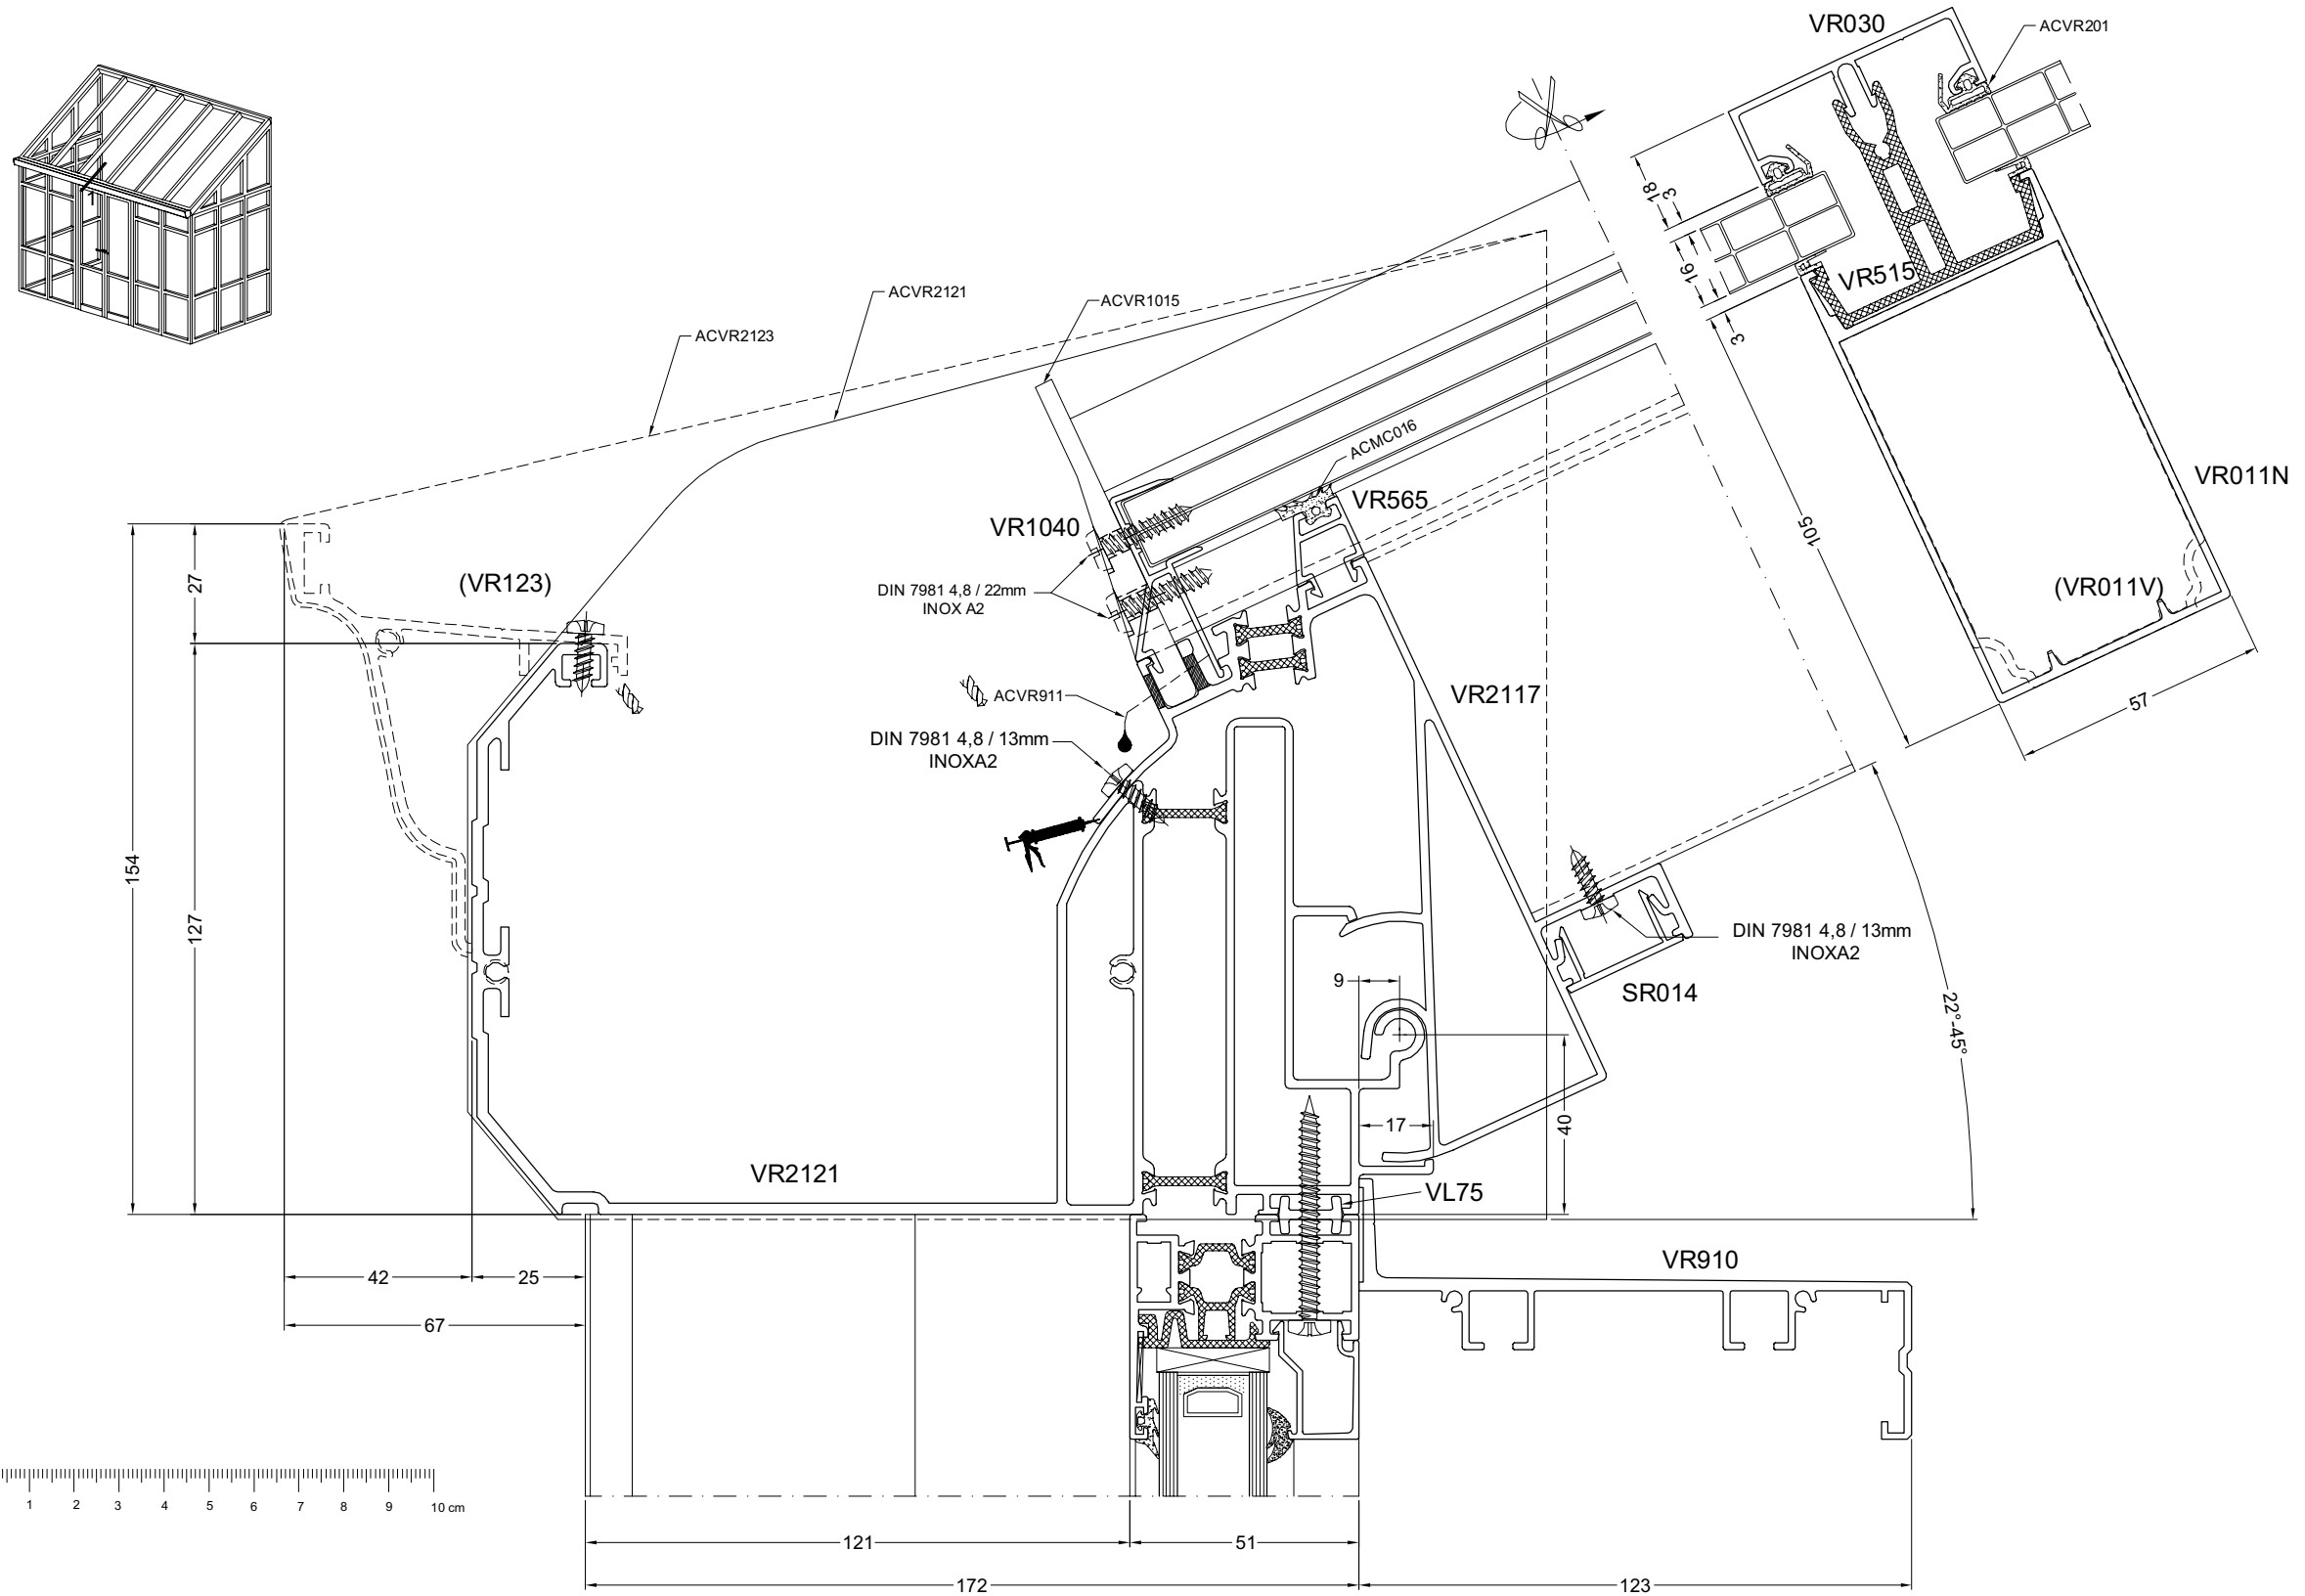 VR030
ACVR201
1
ACVR2121
ACVR1015
ACVR2123
18
3
16
3
VR515
ACMC016
VR565
VR011N
VR1040
105
27
(VR123)
DIN 7981 4,8 / 22mm
INOX A2
(VR011V)
VR2117
ACVR911
57
DIN 7981 4,8 / 13mm
INOXA2
154
127
DIN 7981 4,8 / 13mm
INOXA2
9
SR014
22°-45°
40
17
VR2121
VL75
VR910
42
25
67
1 2 3 4 5 6 7 8 9 10 cm
121
51
172
123